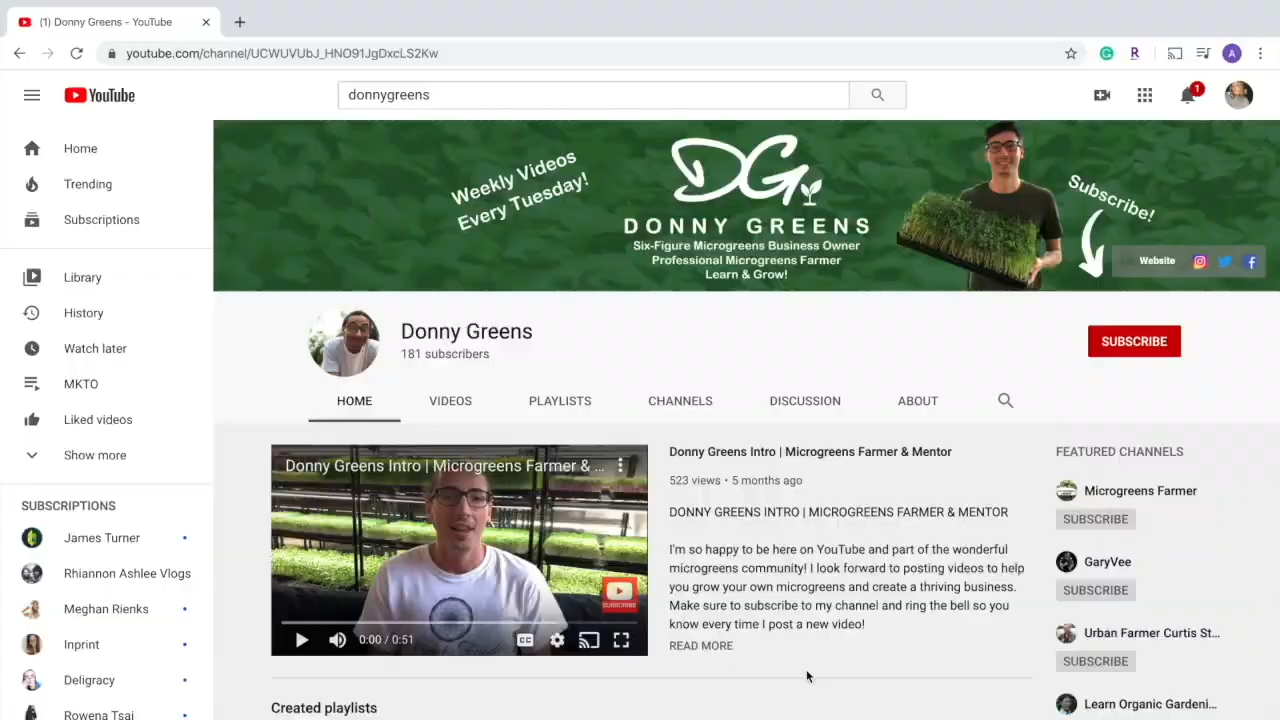 (1) Donny Greens - YouTube
youtube.com/channel/UCWUVUbJ_HNO91JgDxcLS2Kw
R
A
YouTube
donnygreens
1
Home
Trending
Subscriptions
Library
History
Watch later
MKTO
Liked videos
Show more
SUBSCRIPTIONS
James Turner
Rhiannon Ashlee Vlogs
Meghan Rienks
Inprint
Deligracy
Rowena Tsai
Weekly Videos
Every Tuesday!
DG
DONNY GREENS
Six-Figure Microgreens Business Owner
Professional Microgreens Farmer
Learn & Grow!
Subscribe!
Website
Donny Greens
181 subscribers
SUBSCRIBE
HOME
VIDEOS
PLAYLISTS
CHANNELS
DISCUSSION
ABOUT
Donny Greens Intro | Microgreens Farmer & ...
SUBSCRIBE
0:00 / 0:51
CC
Donny Greens Intro | Microgreens Farmer & Mentor
523 views • 5 months ago
DONNY GREENS INTRO | MICROGREENS FARMER & MENTOR
I'm so happy to be here on YouTube and part of the wonderful
microgreens community! I look forward to posting videos to help
you grow your own microgreens and create a thriving business.
Make sure to subscribe to my channel and ring the bell so you
know every time I post a new video!
READ MORE
FEATURED CHANNELS
Microgreens Farmer
SUBSCRIBE
GaryVee
SUBSCRIBE
Urban Farmer Curtis St...
SUBSCRIBE
Learn Organic Gardeni...
Created playlists